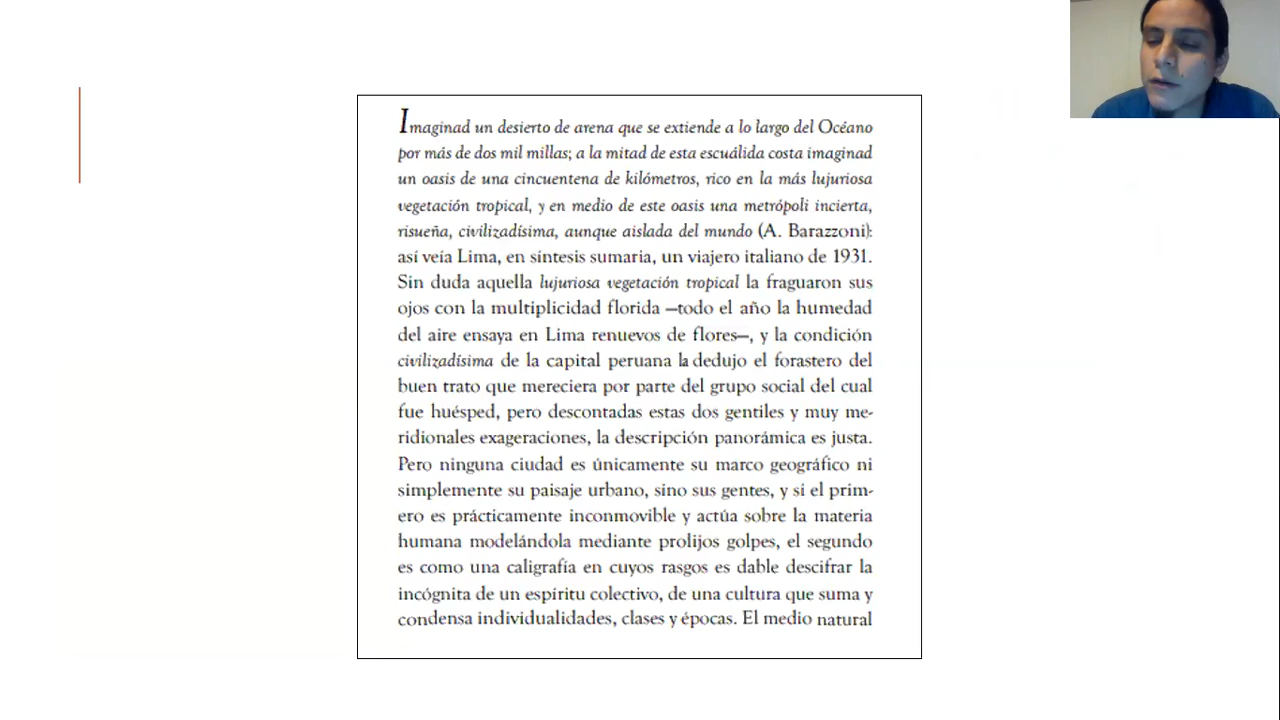 Imaginad un desierto de arena que se extiende a lo largo del Océano
por más de dos mil millas; a la mitad de esta escuálida costa imaginad
un oasis de una cincuentena de kilómetros, rico en la más lujuriosa
vegetación tropical, y en medio de este oasis una metrópoli incierta,
risueña, civilizadísima, aunque aislada del mundo (A. Barazzoni):
así veía Lima, en síntesis sumaria, un viajero italiano de 1931.
Sin duda aquella lujuriosa vegetación tropical la fraguaron sus
ojos con la multiplicidad florida —todo el año la humedad
del aire ensaya en Lima renuevos de flores—, y la condición
civilizadísima de la capital peruana la dedujo el forastero del
buen trato que mereciera por parte del grupo social del cual
fue huésped, pero descontadas estas dos gentiles y muy me-
ridionales exageraciones, la descripción panorámica es justa.
Pero ninguna ciudad es únicamente su marco geográfico ni
simplemente su paisaje urbano, sino sus gentes, y si el prim-
ero es prácticamente inconmovible y actúa sobre la materia
humana modelándola mediante prolijos golpes, el segundo
es como una caligrafía en cuyos rasgos es dable descifrar la
incógnita de un espíritu colectivo, de una cultura que suma y
condensa individualidades, clases y épocas. El medio natural